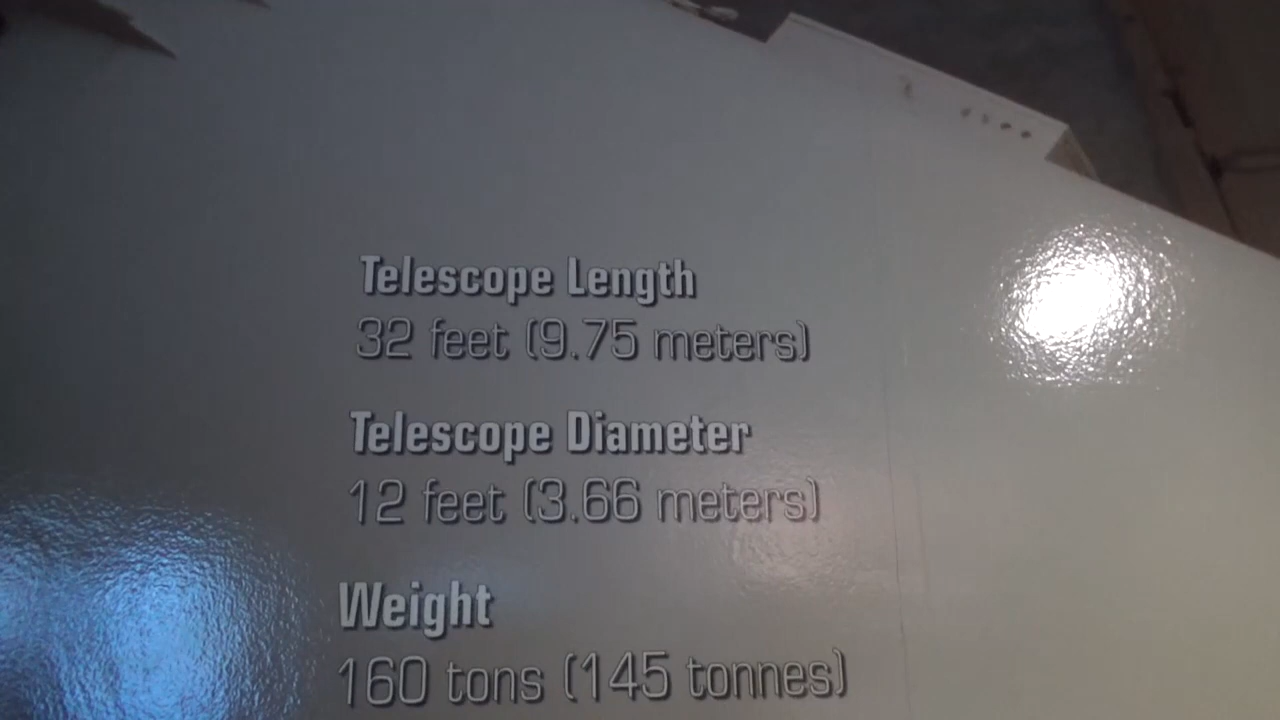 Telescope Length
32 feet (9.75 meters)
Telescope Diameter
12 feet (3.66 meters)
Weight
160 tons (145 tonnes)